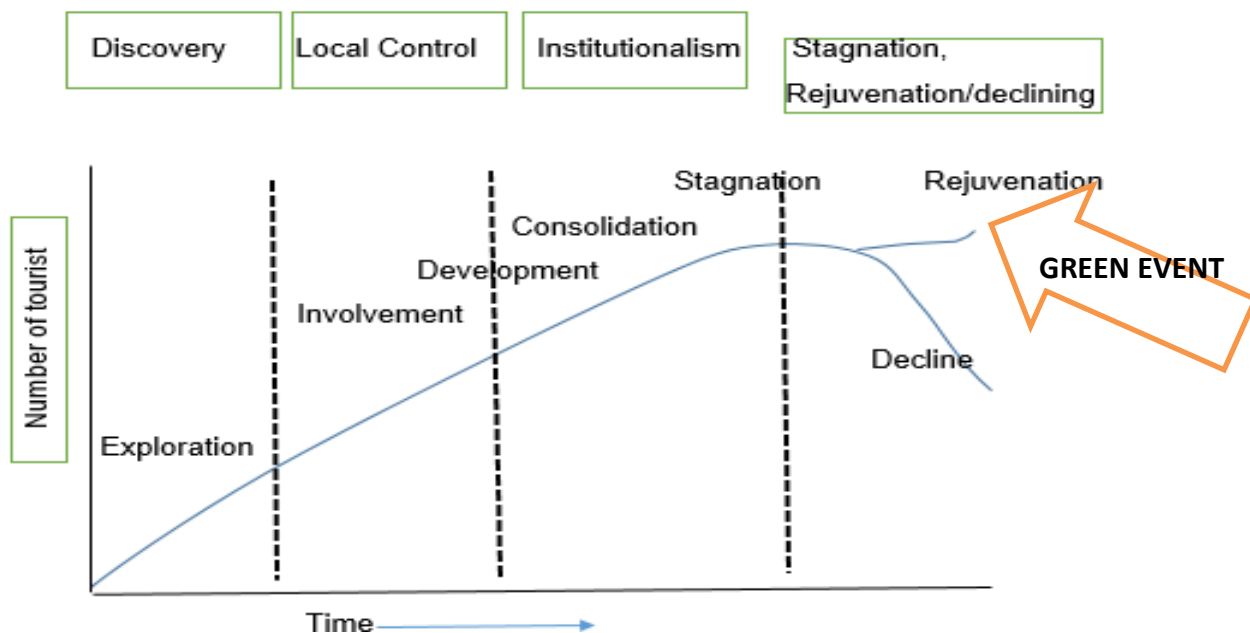 Discovery
Local Control
Institutionalism
Stagnation,
Rejuvenation/declining
Stagnation
Rejuvenation
Consolidation
Development
GREEN EVENT
Involvement
Number of tourist
Decline
Exploration
Time